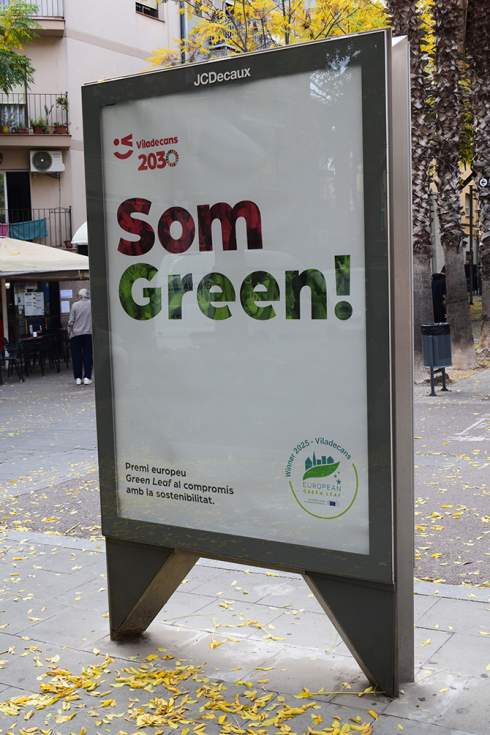 JCDecaux
Viladecans
2030
Som
Green!
Premi europeu
Green Leaf al compromís
amb la sostenibilitat.
Winner 2025 - Viladecans
EUROPEAN
GREEN LEAF